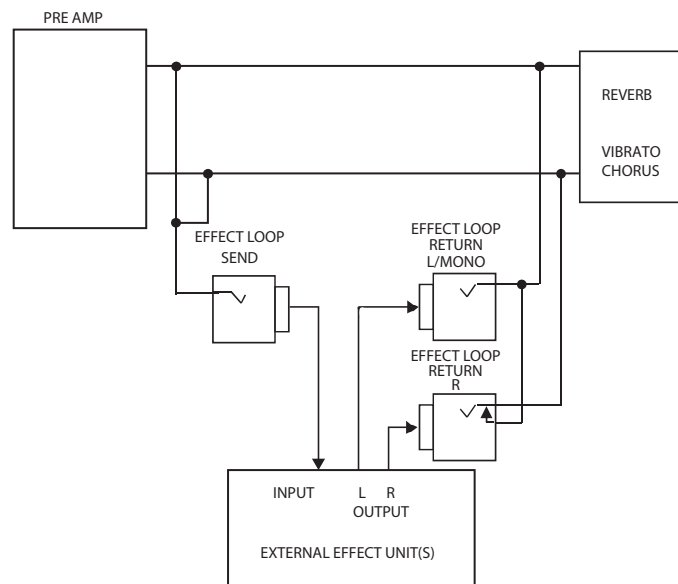 PRE AMP
REVERB
VIBRATO
CHORUS
EFFECT LOOP
SEND
EFFECT LOOP
RETURN
L/MONO
EFFECT LOOP
RETURN
R
INPUT L R
OUTPUT
EXTERNAL EFFECT UNIT(S)